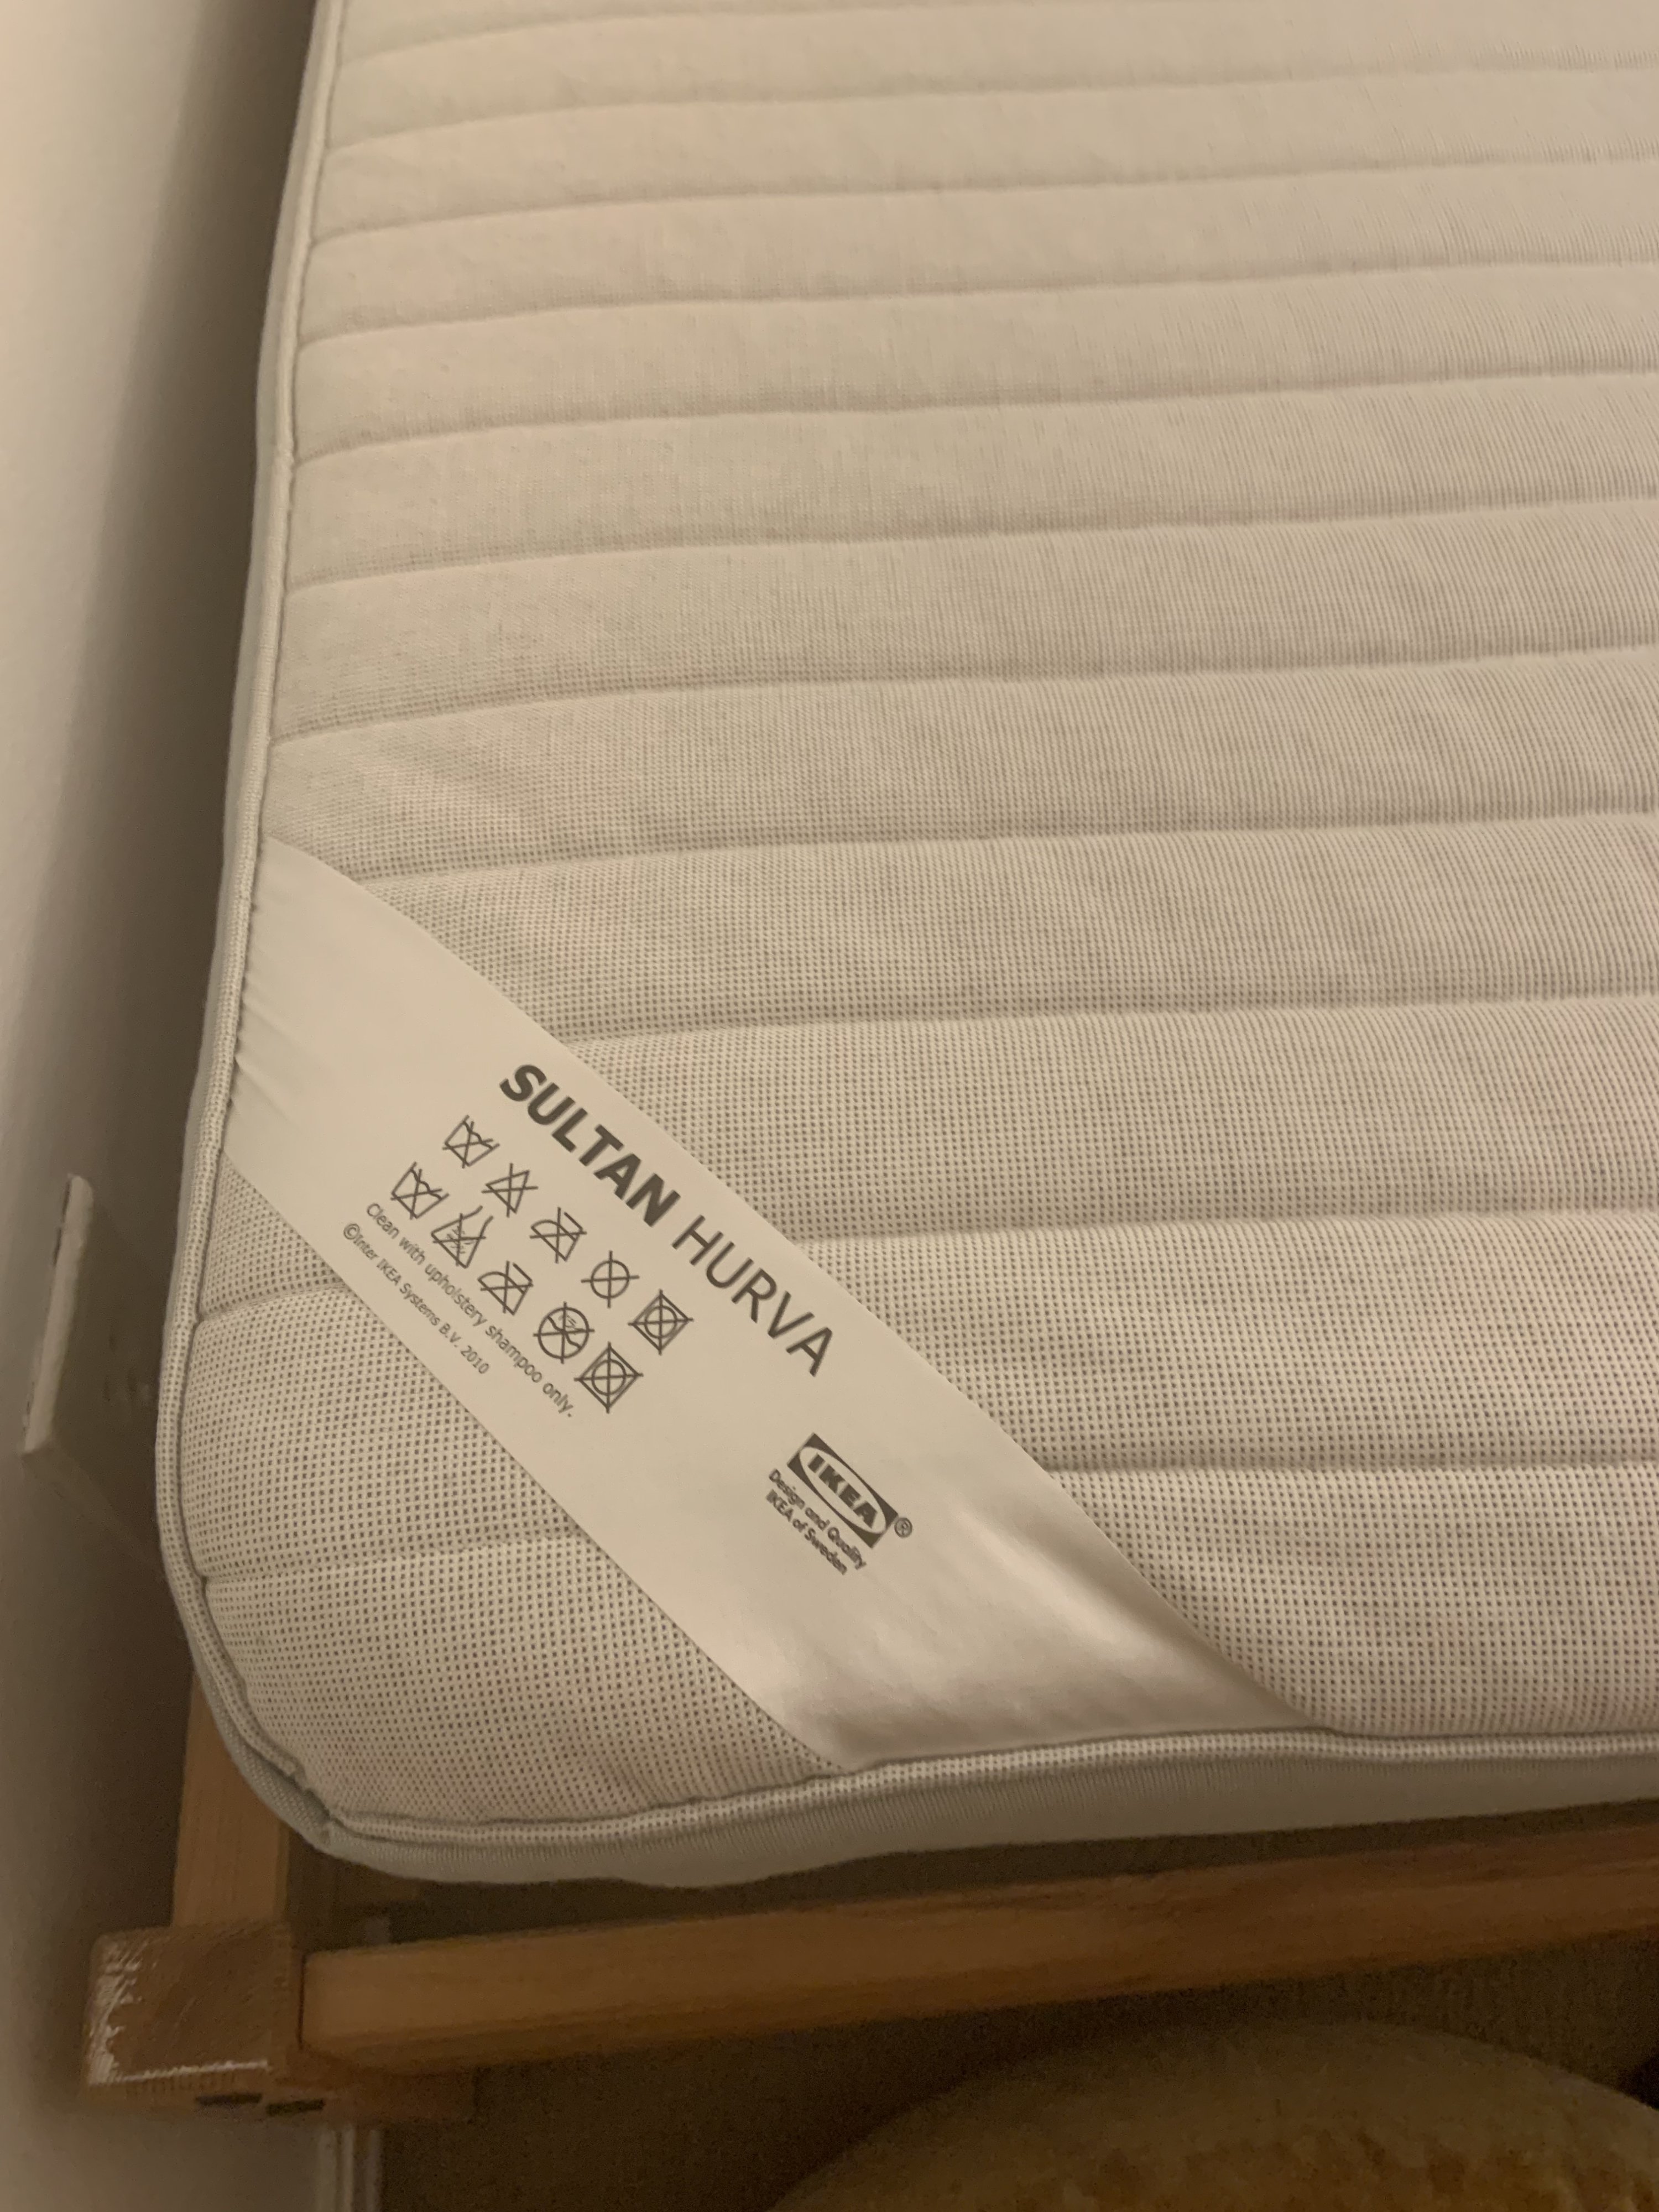 SULTAN HURVA
Clean with upholstery shampoo only.
©Inter IKEA Systems B.V. 2010
IKEA®
Design and Quality
IKEA of Sweden